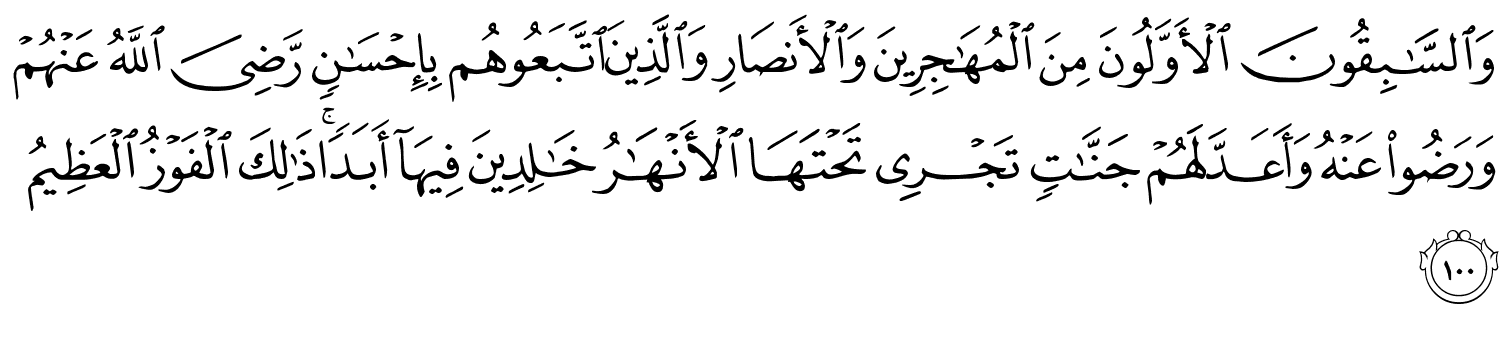 وَٱلسَّـٰبِقُونَ ٱلْأَوَّلُونَ مِنَ ٱلْمُهَـٰجِرِينَ وَٱلْأَنصَارِ وَٱلَّذِينَ ٱتَّبَعُوهُم بِإِحْسَـٰنٍ رَّضِىَ ٱللَّهُ عَنْهُمْ
وَرَضُوا۟ عَنْهُ وَأَعَدَّ لَهُمْ جَنَّـٰتٍ تَجْرِى تَحْتَهَا ٱلْأَنْهَـٰرُ خَـٰلِدِينَ فِيهَآ أَبَدًا ۚ ذَٰلِكَ ٱلْفَوْزُ ٱلْعَظِيمُ
١٠٠